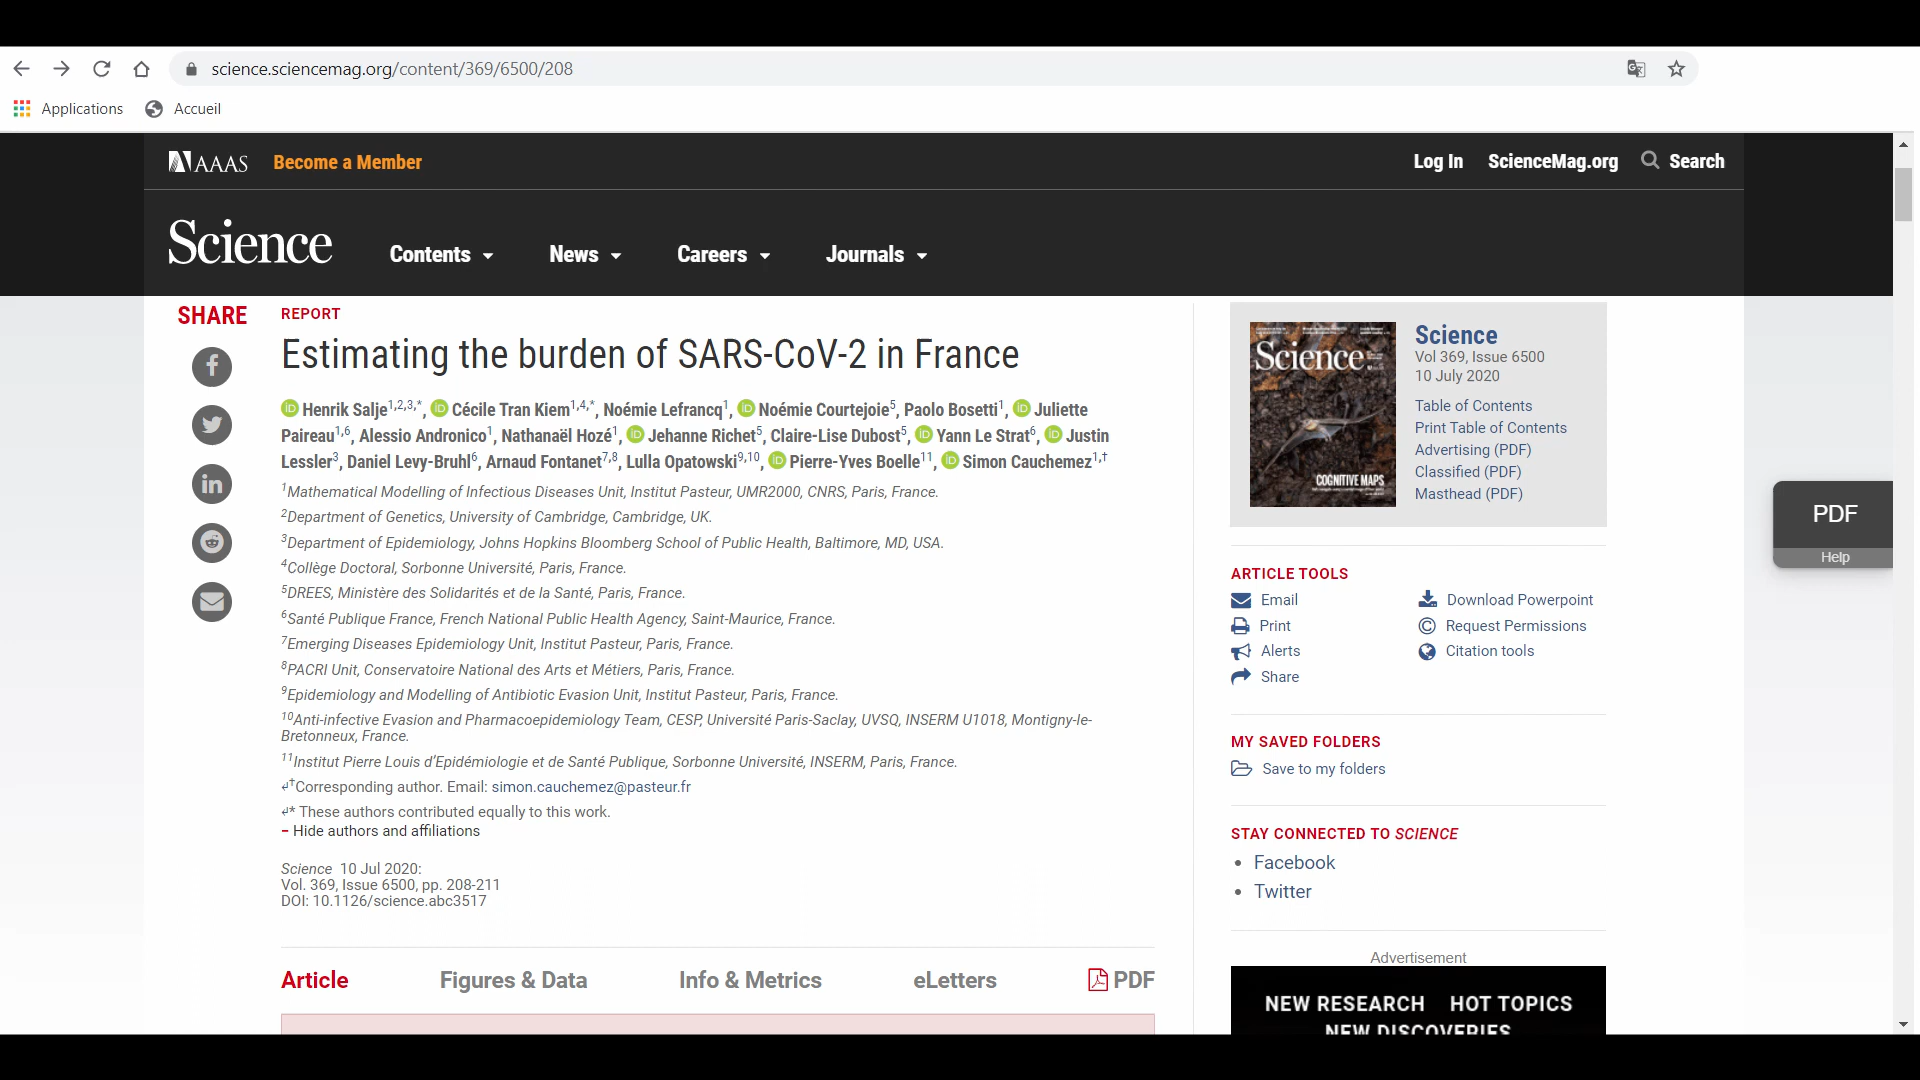 science.sciencemag.org/content/369/6500/208
Applications Accueil
AAAS Become a Member Log In ScienceMag.org Search
Science Contents News Careers Journals
SHARE
REPORT
Estimating the burden of SARS-CoV-2 in France
iD Henrik Salje1,2,3,*, iD Cécile Tran Kiem1,4,*, Noémie Lefrancq1, iD Noémie Courtejoie5, Paolo Bosetti1, iD Juliette
Paireau1,6, Alessio Andronico1, Nathanaël Hozé1, iD Jehanne Richet5, Claire-Lise Dubost5, iD Yann Le Strat6, iD Justin
Lessler3, Daniel Levy-Bruhl6, Arnaud Fontanet7,8, Lulla Opatowski9,10, iD Pierre-Yves Boelle11, iD Simon Cauchemez1,†
1Mathematical Modelling of Infectious Diseases Unit, Institut Pasteur, UMR2000, CNRS, Paris, France.
2Department of Genetics, University of Cambridge, Cambridge, UK.
3Department of Epidemiology, Johns Hopkins Bloomberg School of Public Health, Baltimore, MD, USA.
4Collège Doctoral, Sorbonne Université, Paris, France.
5DREES, Ministère des Solidarités et de la Santé, Paris, France.
6Santé Publique France, French National Public Health Agency, Saint-Maurice, France.
7Emerging Diseases Epidemiology Unit, Institut Pasteur, Paris, France.
8PACRI Unit, Conservatoire National des Arts et Métiers, Paris, France.
9Epidemiology and Modelling of Antibiotic Evasion Unit, Institut Pasteur, Paris, France.
10Anti-infective Evasion and Pharmacoepidemiology Team, CESP, Université Paris-Saclay, UVSQ, INSERM U1018, Montigny-le-
Bretonneux, France.
11Institut Pierre Louis d'Epidémiologie et de Santé Publique, Sorbonne Université, INSERM, Paris, France.
↵†Corresponding author. Email: simon.cauchemez@pasteur.fr
↵* These authors contributed equally to this work.
– Hide authors and affiliations
Science 10 Jul 2020:
Vol. 369, Issue 6500, pp. 208-211
DOI: 10.1126/science.abc3517
Article Figures & Data Info & Metrics eLetters PDF
Science
COGNITIVE MAPS
Science
Vol 369, Issue 6500
10 July 2020
Table of Contents
Print Table of Contents
Advertising (PDF)
Classified (PDF)
Masthead (PDF)
ARTICLE TOOLS
Email Download Powerpoint
Print Request Permissions
Alerts Citation tools
Share
MY SAVED FOLDERS
Save to my folders
STAY CONNECTED TO SCIENCE
• Facebook
• Twitter
Advertisement
NEW RESEARCH HOT TOPICS
NEW DISCOVERIES
PDF
Help